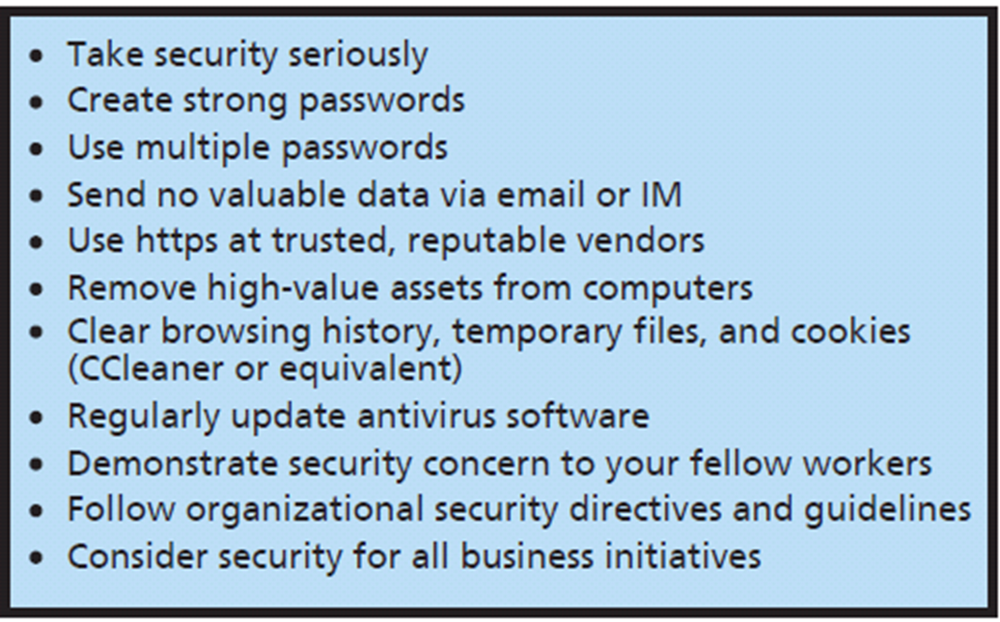 • Take security seriously
• Create strong passwords
• Use multiple passwords
• Send no valuable data via email or IM
• Use https at trusted, reputable vendors
• Remove high-value assets from computers
• Clear browsing history, temporary files, and cookies
(CCleaner or equivalent)
• Regularly update antivirus software
• Demonstrate security concern to your fellow workers
• Follow organizational security directives and guidelines
• Consider security for all business initiatives